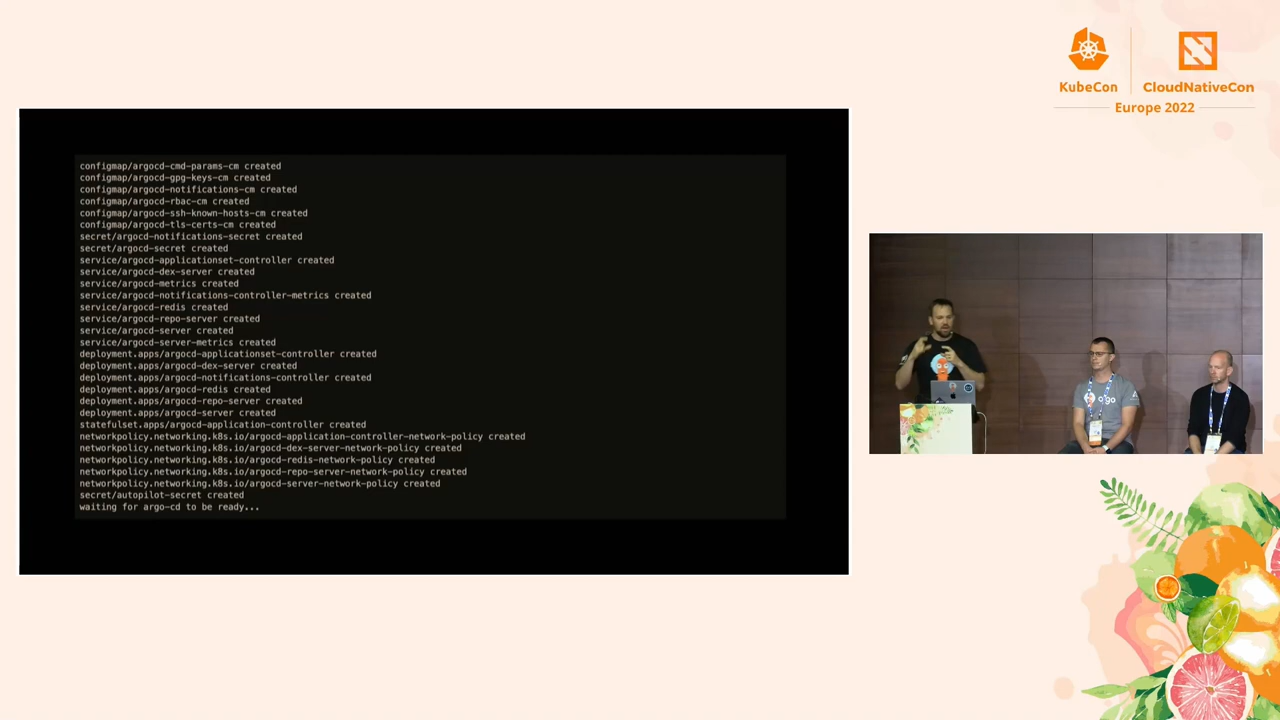 KubeCon
CloudNativeCon
Europe 2022
configmap/argocd-cmd-params-cm created
configmap/argocd-gpg-keys-cm created
configmap/argocd-notifications-cm created
configmap/argocd-rbac-cm created
configmap/argocd-ssh-known-hosts-cm created
configmap/argocd-tls-certs-cm created
secret/argocd-notifications-secret created
secret/argocd-secret created
service/argocd-applicationset-controller created
service/argocd-dex-server created
service/argocd-metrics created
service/argocd-notifications-controller-metrics created
service/argocd-redis created
service/argocd-repo-server created
service/argocd-server created
service/argocd-server-metrics created
deployment.apps/argocd-applicationset-controller created
deployment.apps/argocd-dex-server created
deployment.apps/argocd-notifications-controller created
deployment.apps/argocd-redis created
deployment.apps/argocd-repo-server created
deployment.apps/argocd-server created
statefulset.apps/argocd-application-controller created
networkpolicy.networking.k8s.io/argocd-application-controller-network-policy created
networkpolicy.networking.k8s.io/argocd-dex-server-network-policy created
networkpolicy.networking.k8s.io/argocd-redis-network-policy created
networkpolicy.networking.k8s.io/argocd-repo-server-network-policy created
networkpolicy.networking.k8s.io/argocd-server-network-policy created
secret/autopilot-secret created
waiting for argo-cd to be ready...
argo